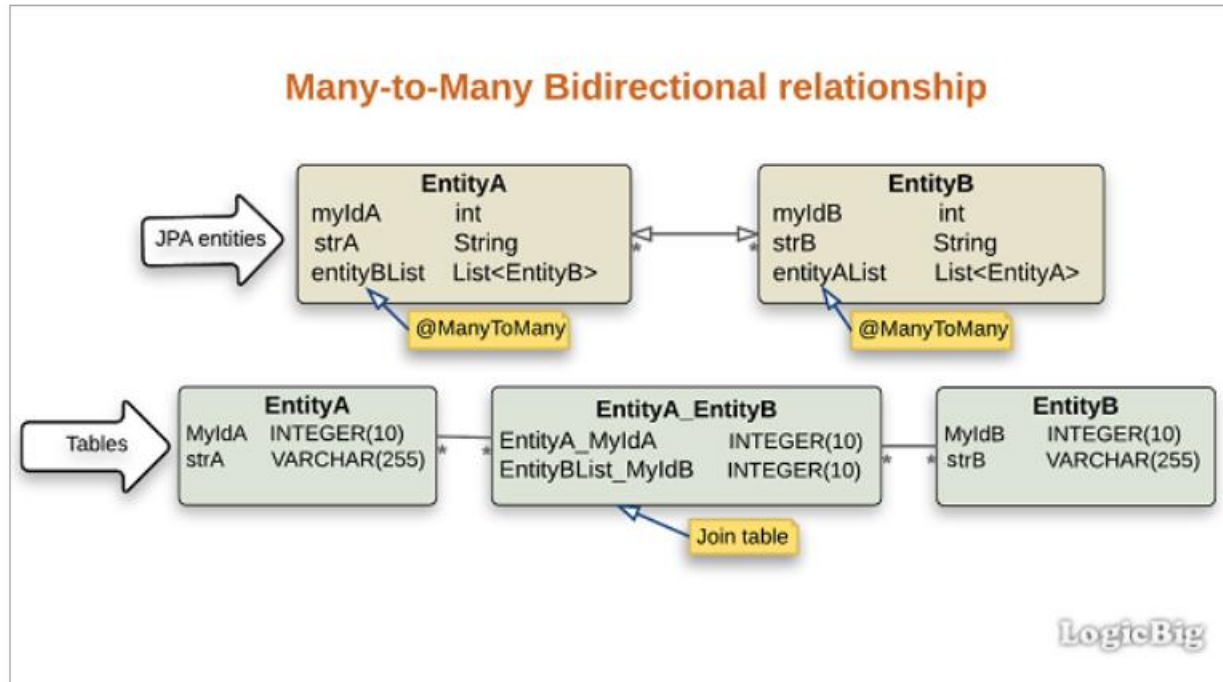 Many-to-Many Bidirectional relationship
JPA entities
EntityA
myIdA int
strA String
entityBList List<EntityB>
* *
EntityB
myIdB int
strB String
entityAList List<EntityA>
@ManyToMany
@ManyToMany
Tables
EntityA
MyIdA INTEGER(10)
strA VARCHAR(255)
* *
EntityA_EntityB
EntityA_MyIdA INTEGER(10)
EntityBList_MyIdB INTEGER(10)
* *
EntityB
MyIdB INTEGER(10)
strB VARCHAR(255)
Join table
LogicBig